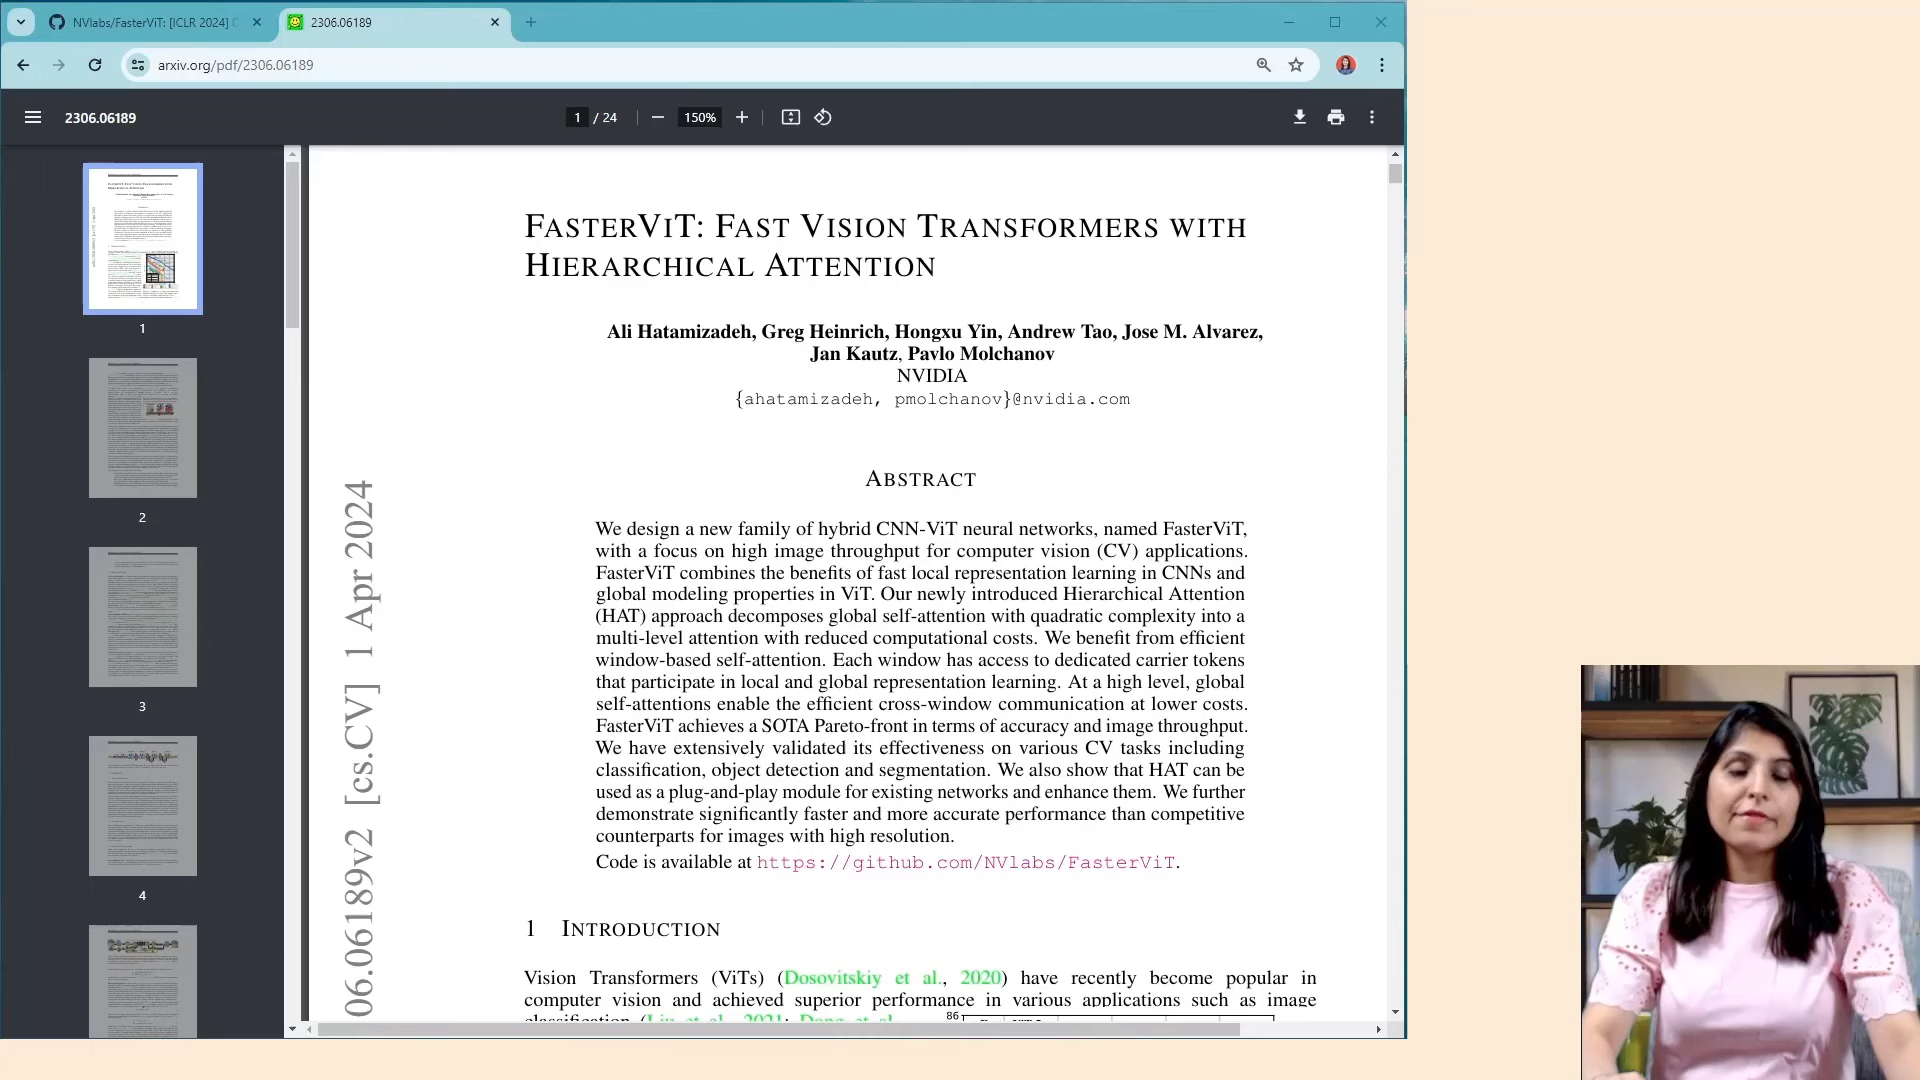 NVlabs/FasterViT: [ICLR 2024]
2306.06189
arxiv.org/pdf/2306.06189
2306.06189
1 / 24
150%
1
2
3
4
FASTERVIT: FAST VISION TRANSFORMERS WITH
HIERARCHICAL ATTENTION
Ali Hatamizadeh, Greg Heinrich, Hongxu Yin, Andrew Tao, Jose M. Alvarez,
Jan Kautz, Pavlo Molchanov
NVIDIA
{ahatamizadeh, pmolchanov}@nvidia.com
06.06189v2 [cs.CV] 1 Apr 2024
ABSTRACT
We design a new family of hybrid CNN-ViT neural networks, named FasterViT,
with a focus on high image throughput for computer vision (CV) applications.
FasterViT combines the benefits of fast local representation learning in CNNs and
global modeling properties in ViT. Our newly introduced Hierarchical Attention
(HAT) approach decomposes global self-attention with quadratic complexity into a
multi-level attention with reduced computational costs. We benefit from efficient
window-based self-attention. Each window has access to dedicated carrier tokens
that participate in local and global representation learning. At a high level, global
self-attentions enable the efficient cross-window communication at lower costs.
FasterViT achieves a SOTA Pareto-front in terms of accuracy and image throughput.
We have extensively validated its effectiveness on various CV tasks including
classification, object detection and segmentation. We also show that HAT can be
used as a plug-and-play module for existing networks and enhance them. We further
demonstrate significantly faster and more accurate performance than competitive
counterparts for images with high resolution.
Code is available at https://github.com/NVlabs/FasterViT.
1 INTRODUCTION
Vision Transformers (ViTs) (Dosovitskiy et al., 2020) have recently become popular in
computer vision and achieved superior performance in various applications such as image
86